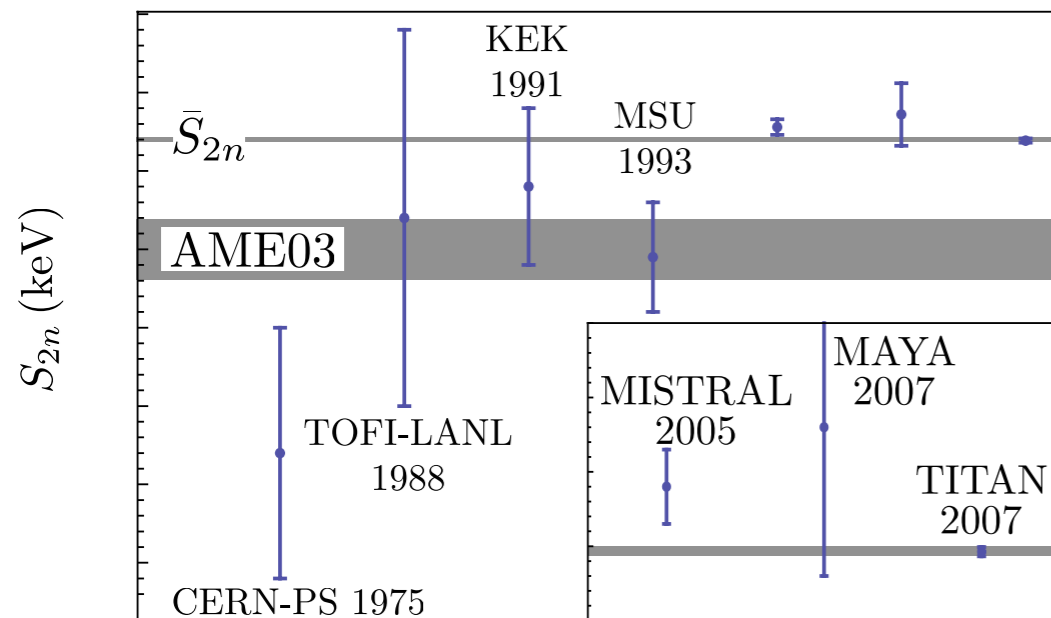 KEK
1991
MSU
1993
S̄₂ₙ
AME03
S₂ₙ (keV)
TOFI-LANL
1988
CERN-PS 1975
MISTRAL
2005
MAYA
2007
TITAN
2007